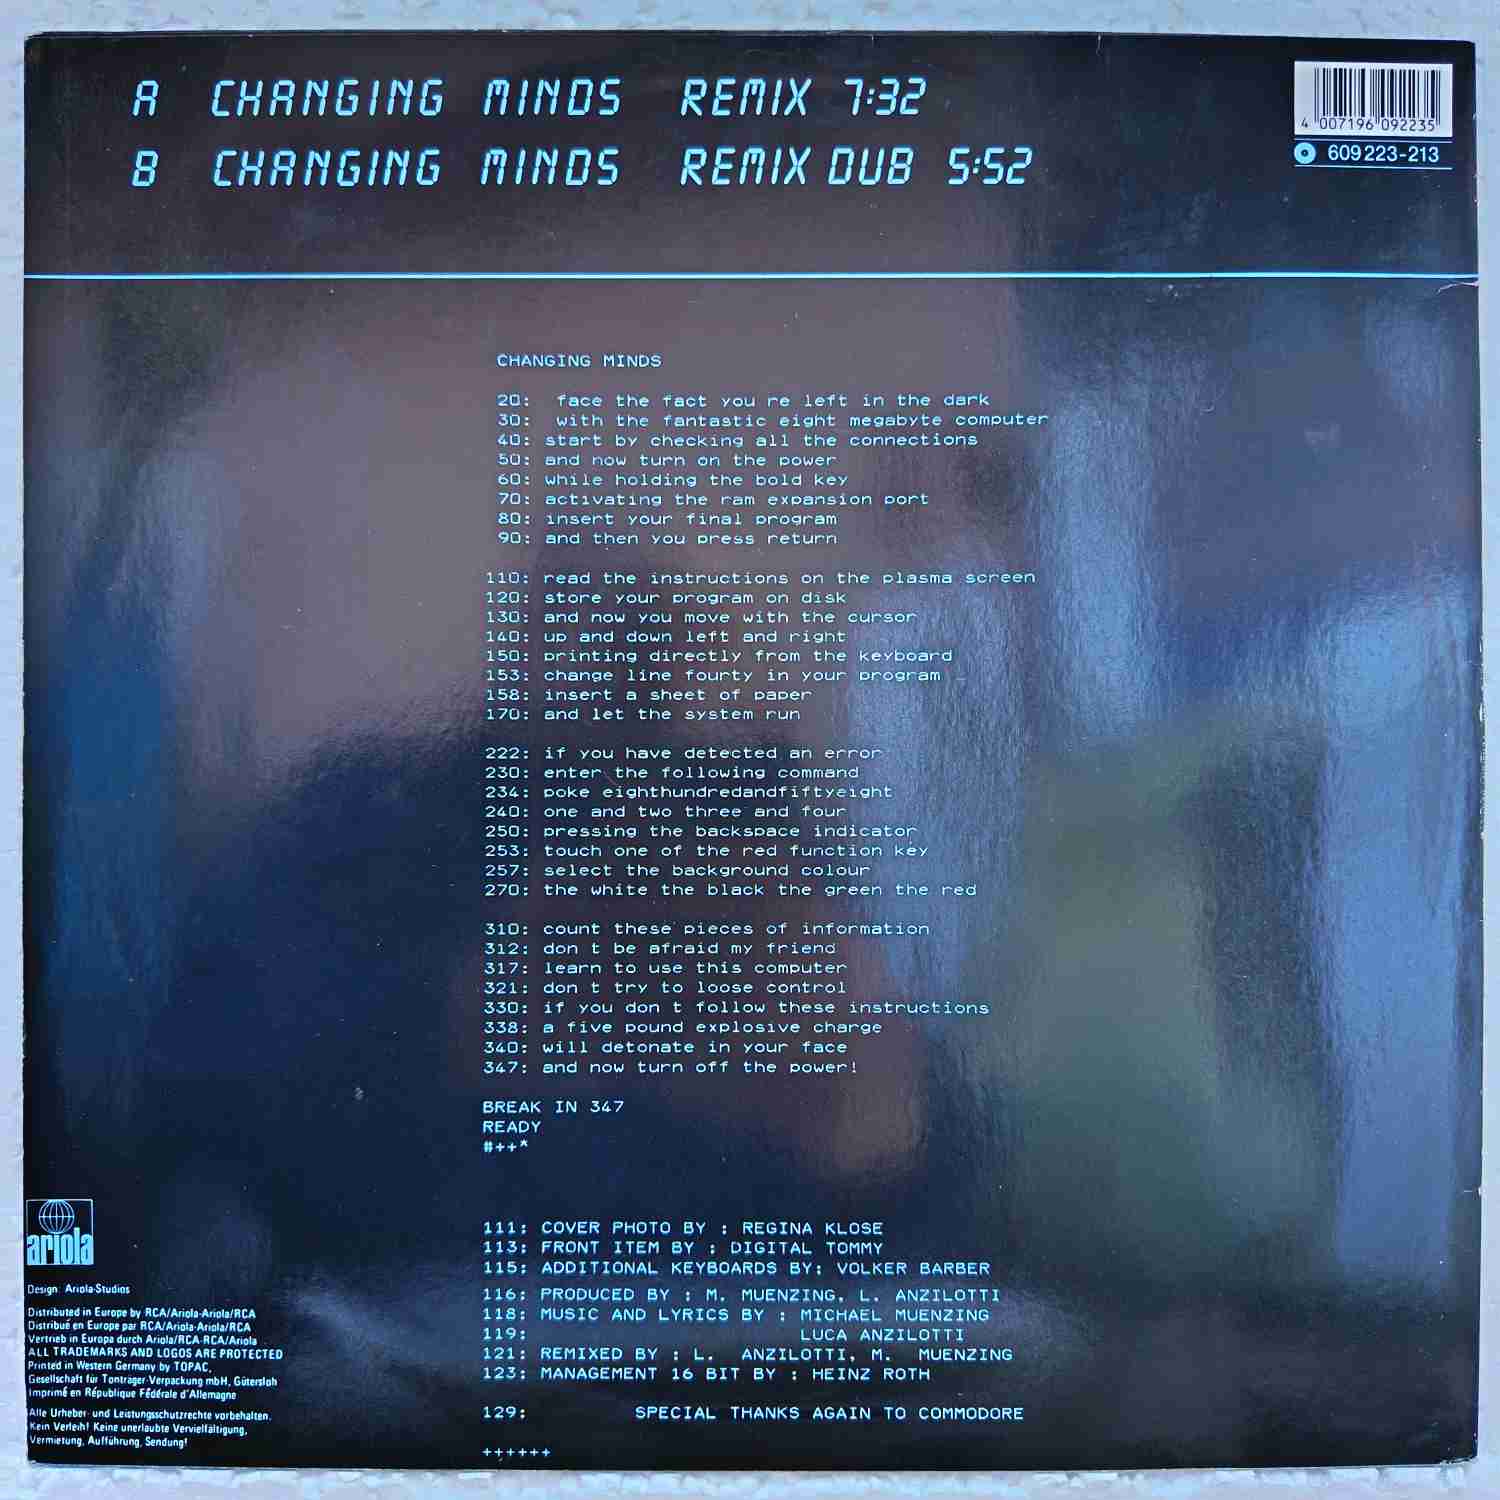 A CHANGING MINDS REMIX 7:32
B CHANGING MINDS REMIX DUB 5:52
4 007196 092235
609 223-213
CHANGING MINDS
20: face the fact you re left in the dark
30: with the fantastic eight megabyte computer
40: start by checking all the connections
50: and now turn on the power
60: while holding the bold key
70: activating the ram expansion port
80: insert your final program
90: and then you press return
110: read the instructions on the plasma screen
120: store your program on disk
130: and now you move with the cursor
140: up and down left and right
150: printing directly from the keyboard
153: change line fourty in your program
158: insert a sheet of paper
170: and let the system run
222: if you have detected an error
230: enter the following command
234: poke eighthundredandfiftyeight
240: one and two three and four
250: pressing the backspace indicator
253: touch one of the red function key
257: select the background colour
270: the white the black the green the red
310: count these pieces of information
312: don t be afraid my friend
317: learn to use this computer
321: don t try to loose control
330: if you don t follow these instructions
338: a five pound explosive charge
340: will detonate in your face
347: and now turn off the power!
BREAK IN 347
READY
#++*
111: COVER PHOTO BY : REGINA KLOSE
113: FRONT ITEM BY : DIGITAL TOMMY
115: ADDITIONAL KEYBOARDS BY: VOLKER BARBER
116: PRODUCED BY : M. MUENZING, L. ANZILOTTI
118: MUSIC AND LYRICS BY : MICHAEL MUENZING
119: LUCA ANZILOTTI
121: REMIXED BY : L. ANZILOTTI, M. MUENZING
123: MANAGEMENT 16 BIT BY : HEINZ ROTH
129: SPECIAL THANKS AGAIN TO COMMODORE
++++++
ariola
Design: Ariola-Studios
Distributed in Europe by RCA/Ariola-Ariola/RCA
Distribué en Europe par RCA/Ariola-Ariola/RCA
Vertrieb in Europa durch Ariola/RCA-RCA/Ariola
ALL TRADEMARKS AND LOGOS ARE PROTECTED
Printed in Western Germany by TOPAC,
Gesellschaft für Tonträger-Verpackung mbH, Gütersloh
Imprimé en République Fédérale d'Allemagne
Alle Urheber- und Leistungsschutzrechte vorbehalten.
Kein Verleih! Keine unerlaubte Vervielfältigung,
Vermietung, Aufführung, Sendung!